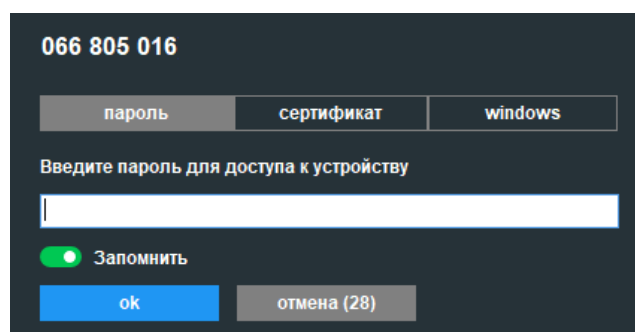 066 805 016
пароль сертификат windows
Введите пароль для доступа к устройству
Запомнить
ok отмена (28)